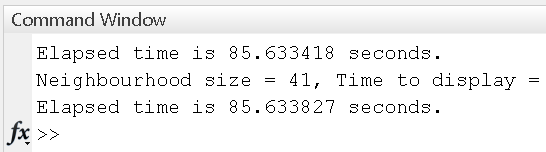 Command Window
Elapsed time is 85.633418 seconds.
Neighbourhood size = 41, Time to display =
Elapsed time is 85.633827 seconds.
fx >>